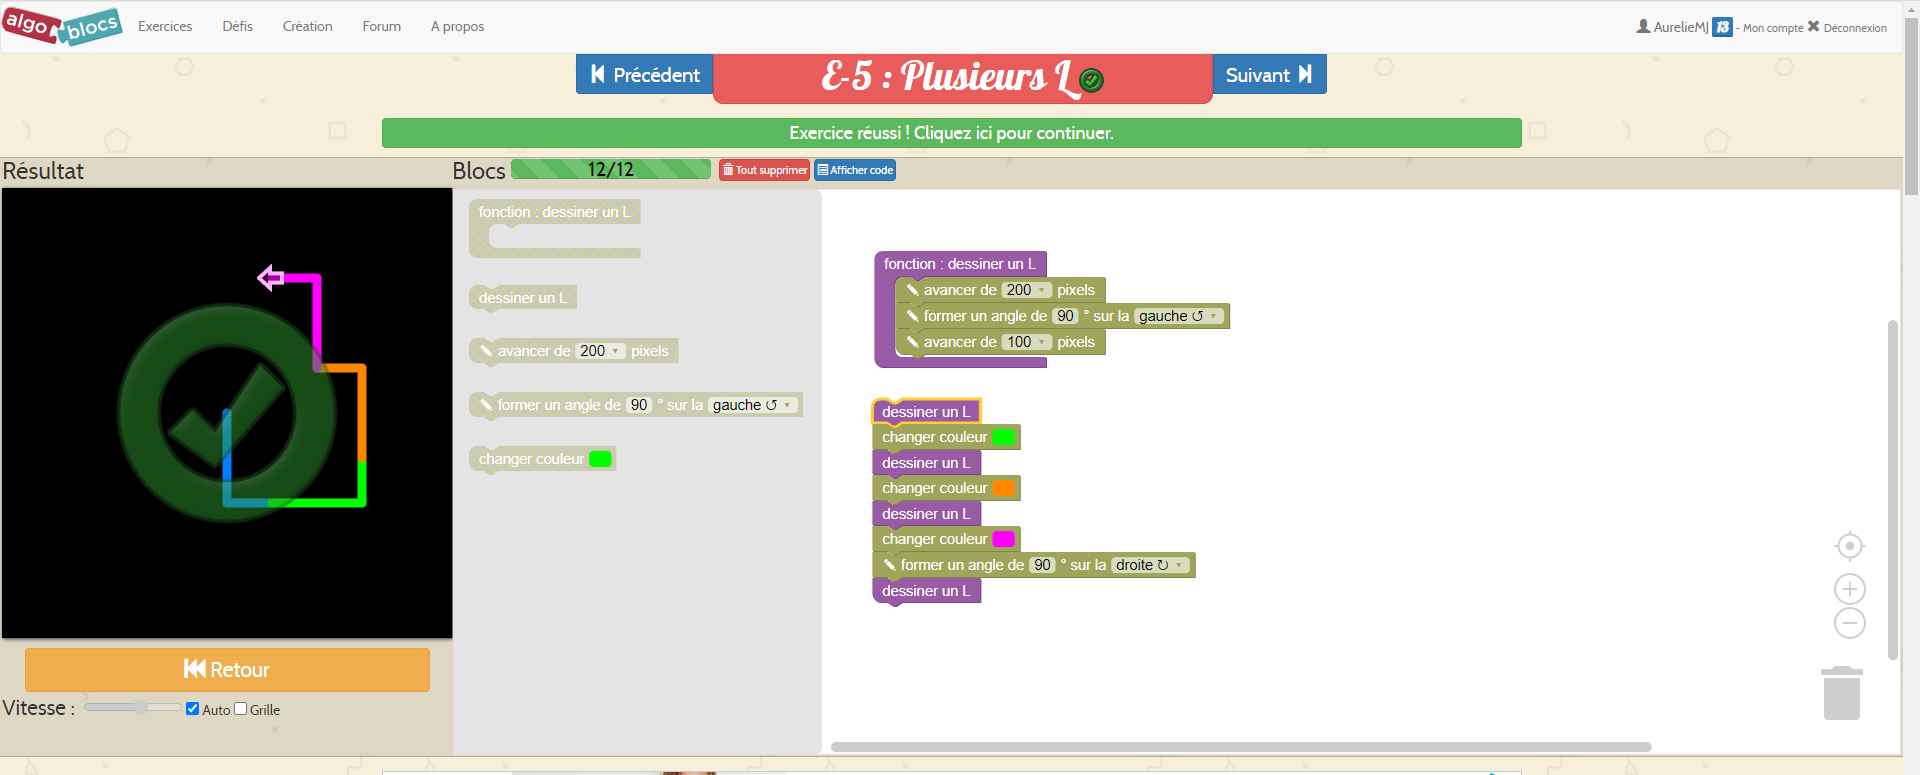 algo blocs Exercices Défis Création Forum A propos AurelieMJ 13 - Mon compte Déconnexion
Précédent E-5 : Plusieurs L Suivant
Exercice réussi ! Cliquez ici pour continuer.
Résultat Blocs 12/12 Tout supprimer Afficher code
fonction : dessiner un L
dessiner un L
avancer de 200 pixels
former un angle de 90 ° sur la gauche ↺
changer couleur
fonction : dessiner un L
avancer de 200 pixels
former un angle de 90 ° sur la gauche ↺
avancer de 100 pixels
dessiner un L
changer couleur
dessiner un L
changer couleur
dessiner un L
changer couleur
former un angle de 90 ° sur la droite ↻
dessiner un L
Retour
Vitesse : Auto Grille